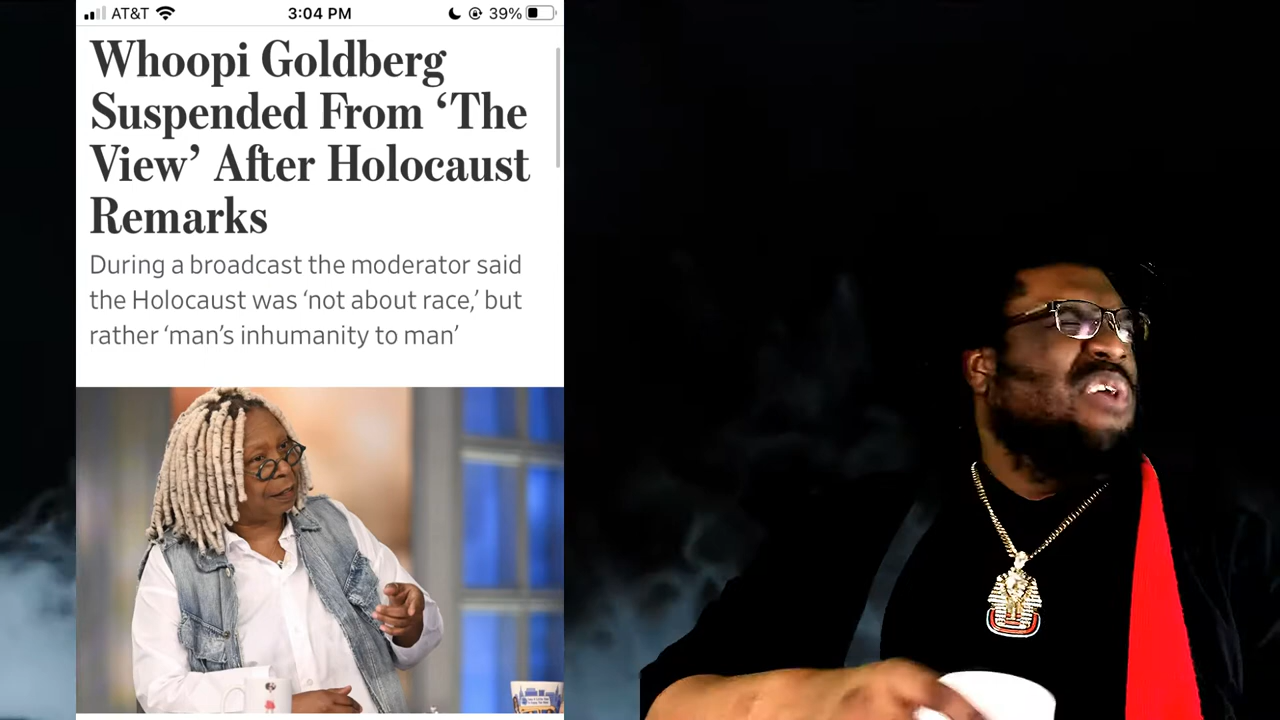 AT&T 3:04 PM 39%
Whoopi Goldberg
Suspended From ‘The
View’ After Holocaust
Remarks
During a broadcast the moderator said
the Holocaust was ‘not about race,’ but
rather ‘man’s inhumanity to man’